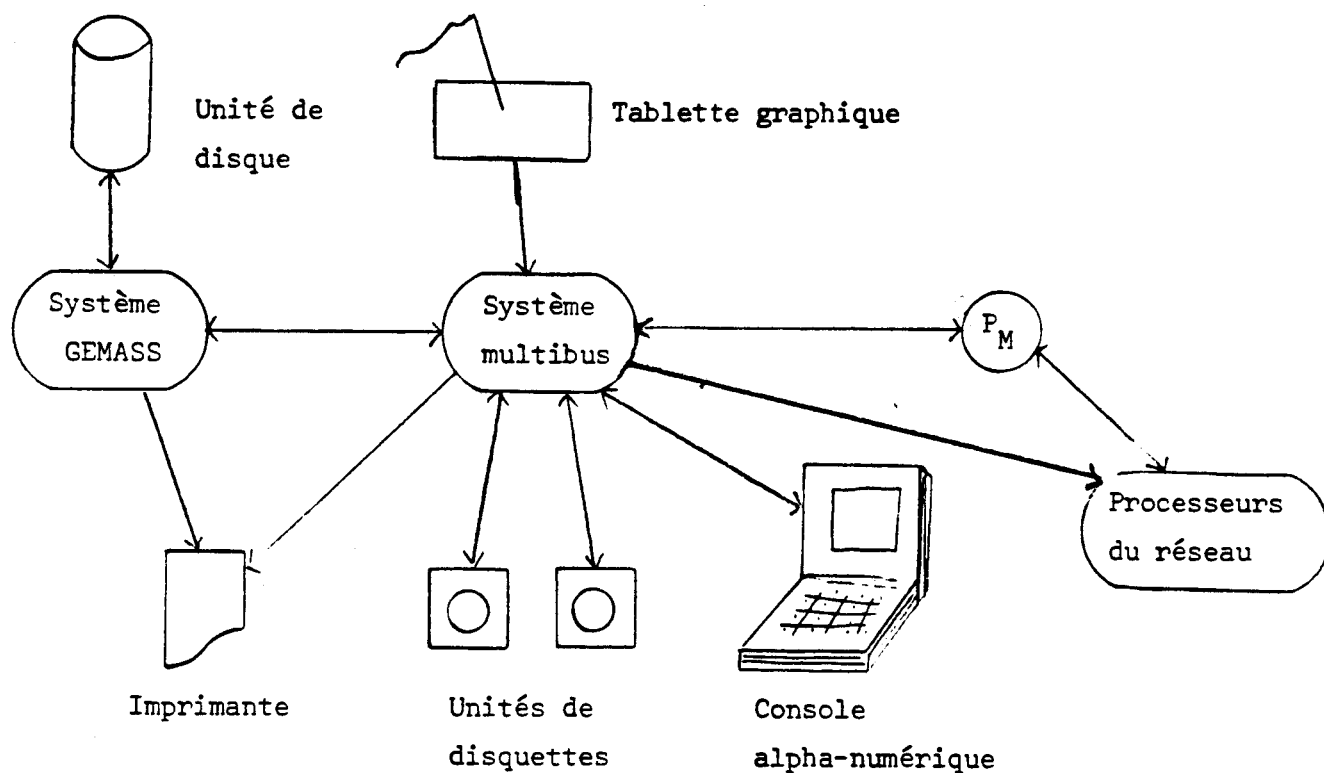 Unité de
disque
Tablette graphique
Système
GEMASS
Système
multibus
P
M
Processeurs
du réseau
Imprimante
Unités de
disquettes
Console
alpha-numérique